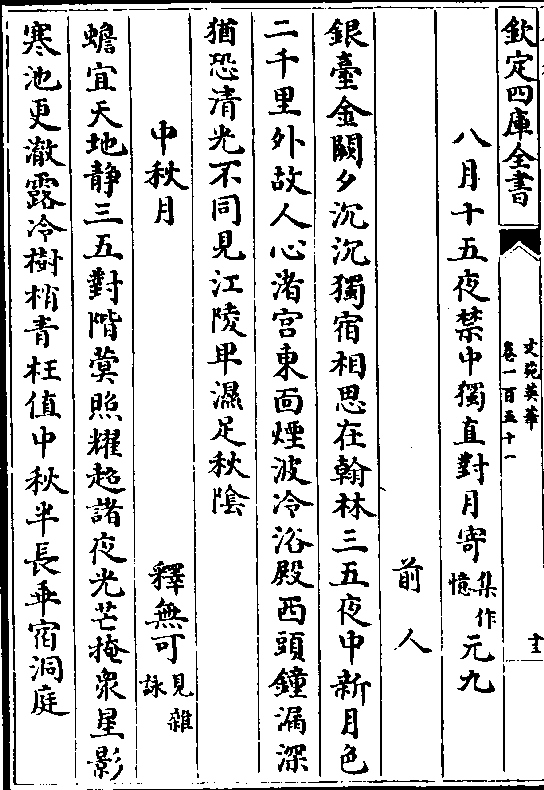 欽定四庫全書
文苑英華
卷一百五十一
八月十五夜禁中獨直對月寄集作憶元九
前人
銀臺金闕夕沉沉獨宿相思在翰林三五夜中新月色
二千里外故人心渚宫東面煙波冷浴殿西頭鐘漏深
猶恐清光不同見江陵卑濕足秋陰
中秋月 釋無可見雜詠
蟾宜天地静三五對階蓂照耀超諸夜光芒掩衆星影
寒池更澈露冷樹梢青枉值中秋半長乖宿洞庭